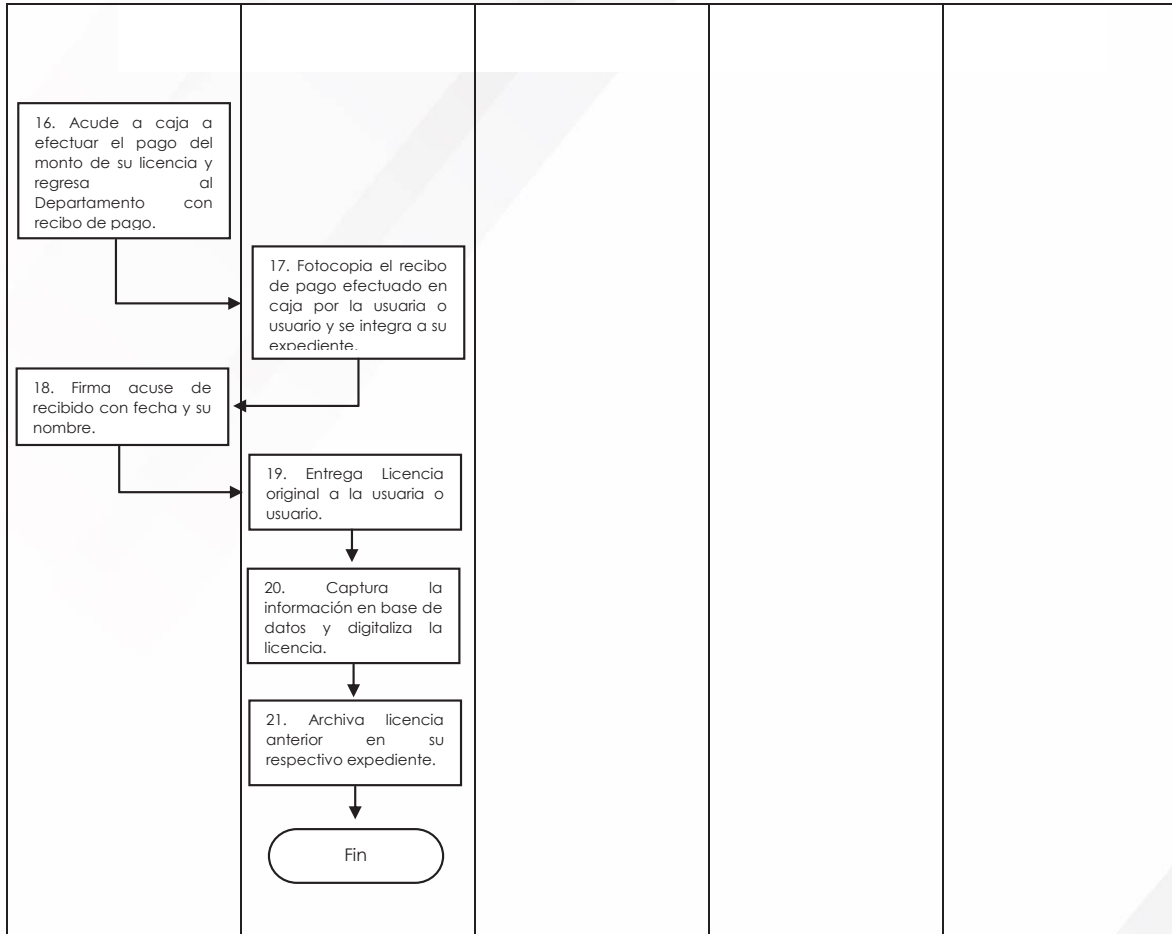 16. Acude a caja a
efectuar el pago del
monto de su licencia y
regresa al
Departamento con
recibo de pago.
17. Fotocopia el recibo
de pago efectuado en
caja por la usuaria o
usuario y se integra a su
expediente.
18. Firma acuse de
recibido con fecha y su
nombre.
19. Entrega Licencia
original a la usuaria o
usuario.
20. Captura la
información en base de
datos y digitaliza la
licencia.
21. Archiva licencia
anterior en su
respectivo expediente.
Fin